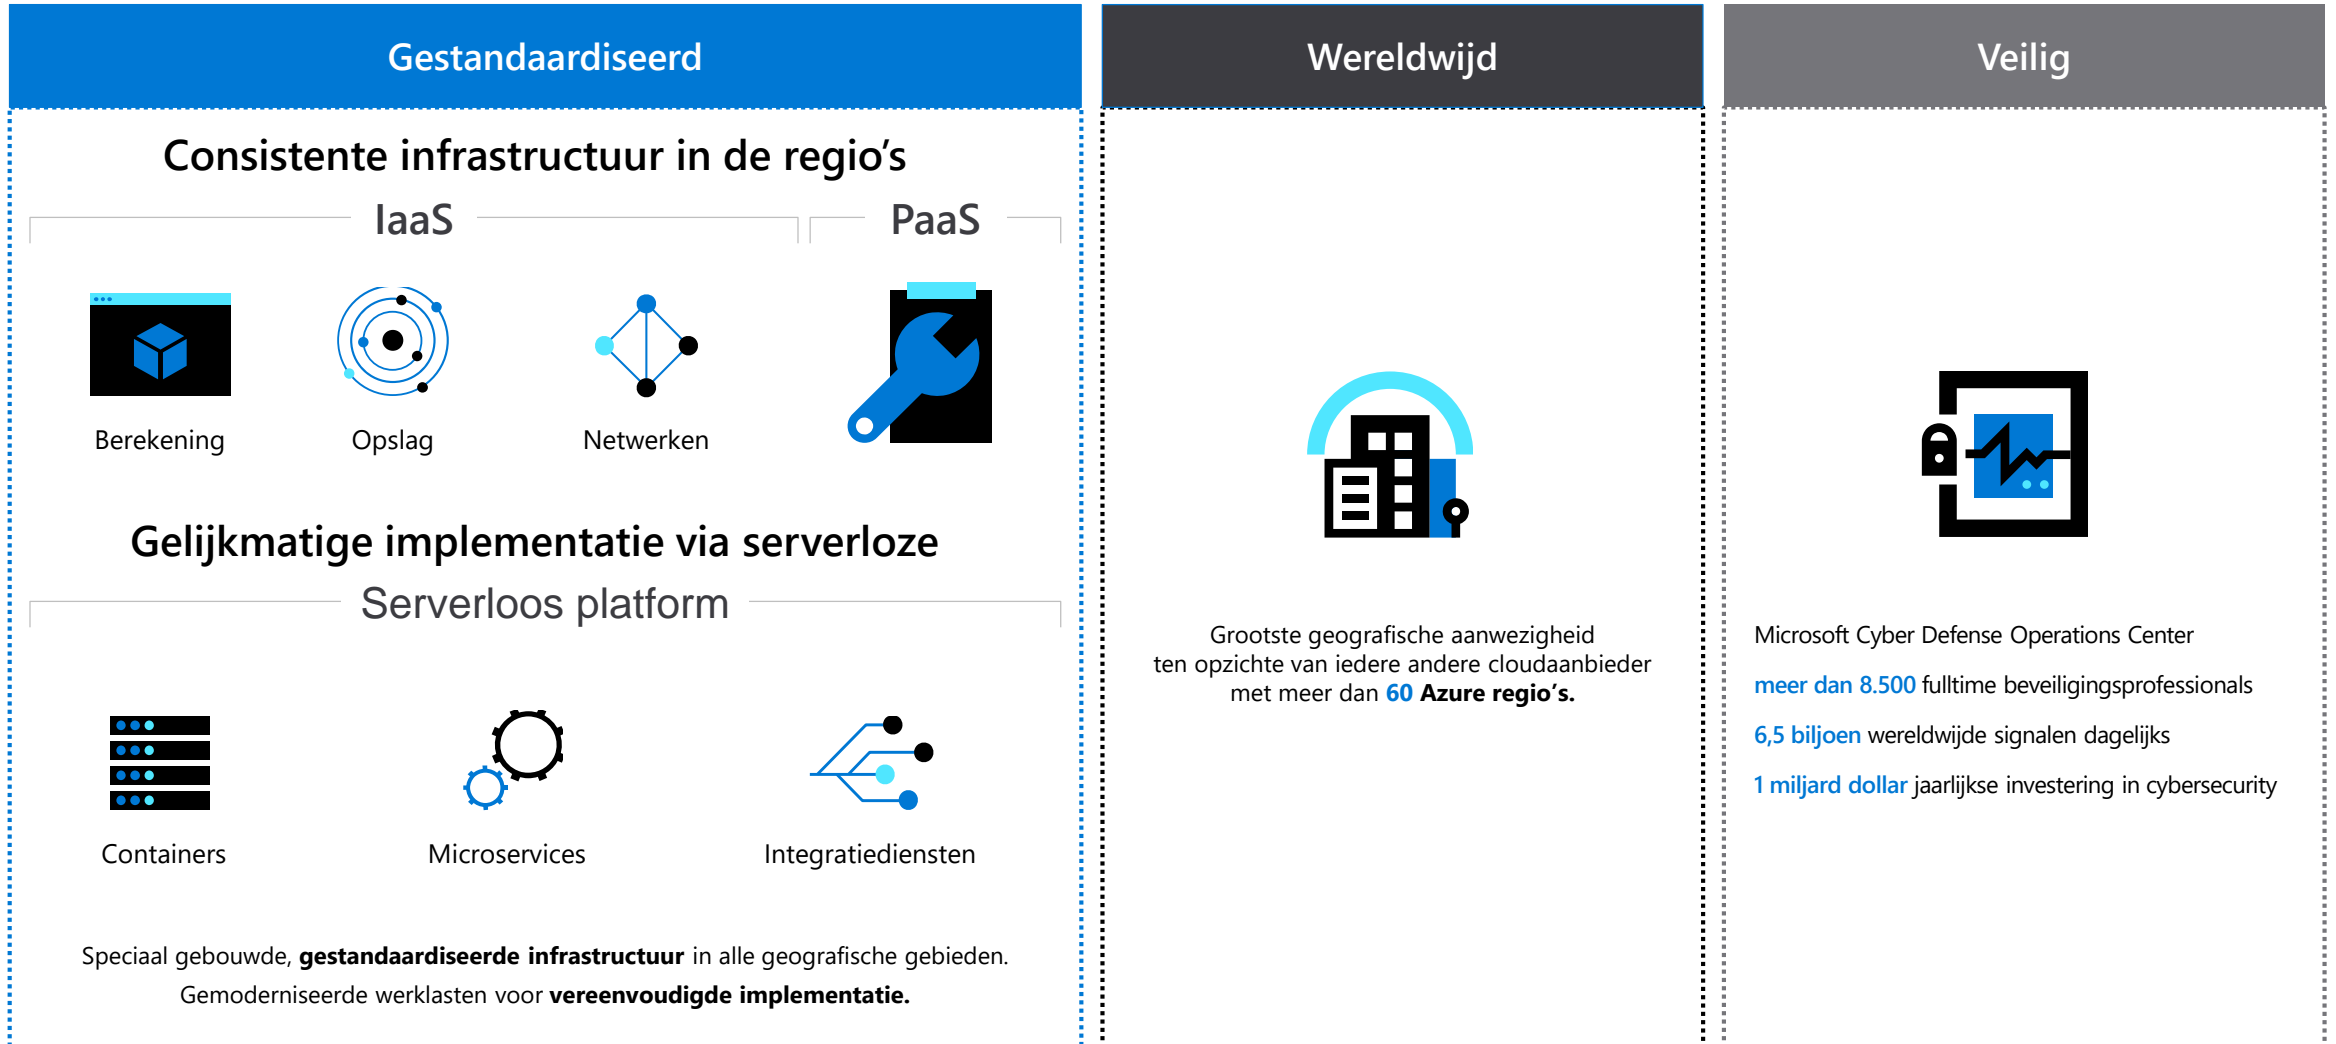 Gestandaardiseerd
Consistente infrastructuur in de regio’s
IaaS
PaaS
Berekening
Opslag
Netwerken
Gelijkmatige implementatie via serverloze
Serverloos platform
Containers
Microservices
Integratiediensten
Speciaal gebouwde, gestandaardiseerde infrastructuur in alle geografische gebieden.
Gemoderniseerde werklasten voor vereenvoudigde implementatie.
Wereldwijd
Grootste geografische aanwezigheid
ten opzichte van iedere andere cloudaanbieder
met meer dan 60 Azure regio’s.
Veilig
Microsoft Cyber Defense Operations Center
meer dan 8.500 fulltime beveiligingsprofessionals
6,5 biljoen wereldwijde signalen dagelijks
1 miljard dollar jaarlijkse investering in cybersecurity